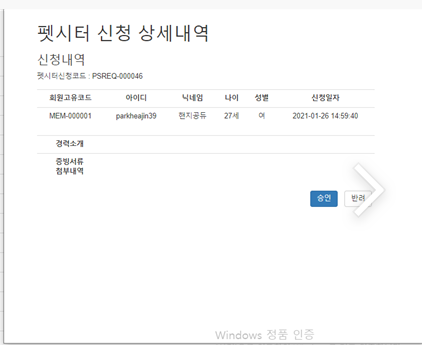 펫시터 신청 상세내역
신청내역
펫시터신청코드 : PSREQ-000046
회원고유코드 아이디 닉네임 나이 성별 신청일자
MEM-000001 parkheajin39 현지공듀 27세 여 2021-01-26 14:59:40
경력소개
증빙서류
첨부내역
승인 반려
Windows 정품 인증